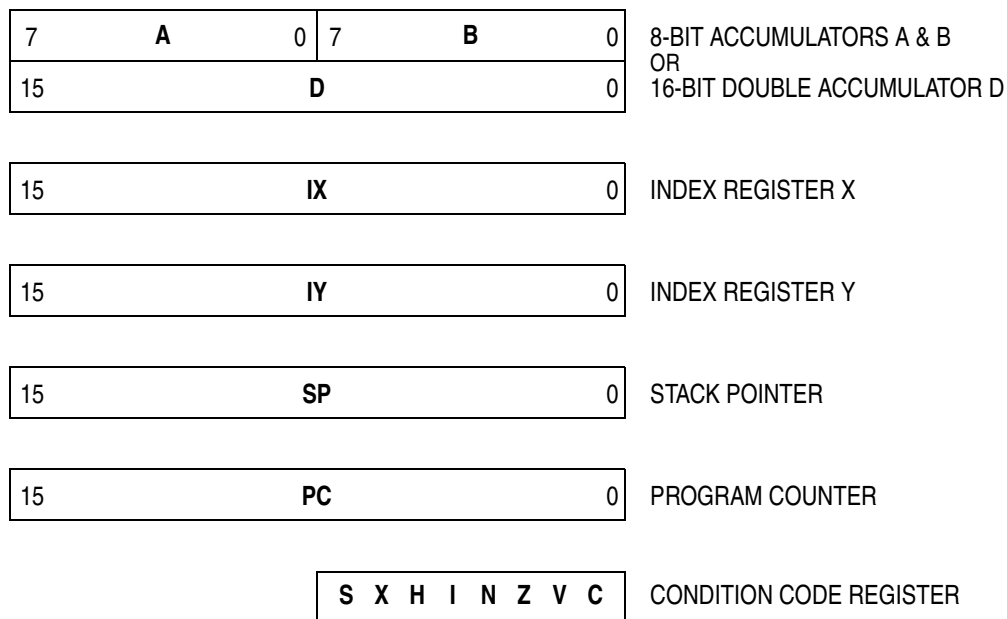 7 A 0 7 B 0 8-BIT ACCUMULATORS A & B
OR
15 D 0 16-BIT DOUBLE ACCUMULATOR D
15 IX 0 INDEX REGISTER X
15 IY 0 INDEX REGISTER Y
15 SP 0 STACK POINTER
15 PC 0 PROGRAM COUNTER
S X H I N Z V C CONDITION CODE REGISTER